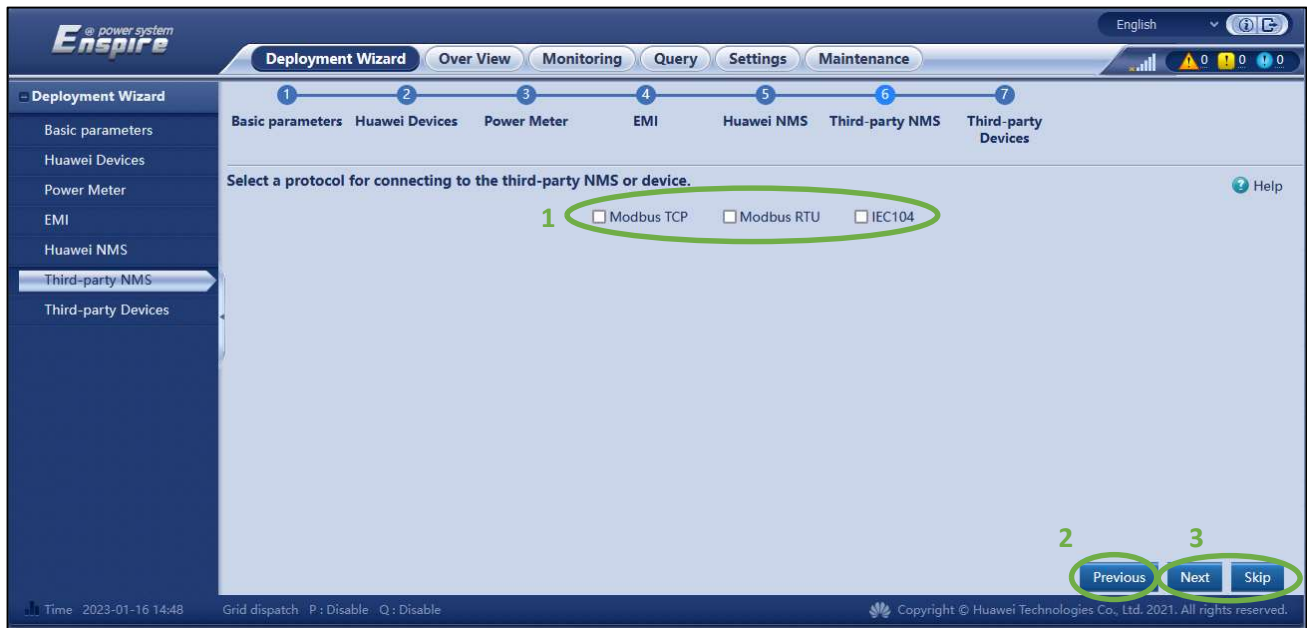 English
@ power system
Enspire
Deployment Wizard Over View Monitoring Query Settings Maintenance
0 0 0
Deployment Wizard
Basic parameters
Huawei Devices
Power Meter
EMI
Huawei NMS
Third-party NMS
Third-party Devices
1 2 3 4 5 6 7
Basic parameters Huawei Devices Power Meter EMI Huawei NMS Third-party NMS Third-party
Devices
Select a protocol for connecting to the third-party NMS or device.
Help
1 Modbus TCP Modbus RTU IEC104
2 3
Previous Next Skip
Time 2023-01-16 14:48 Grid dispatch P : Disable Q : Disable Copyright © Huawei Technologies Co., Ltd. 2021. All rights reserved.